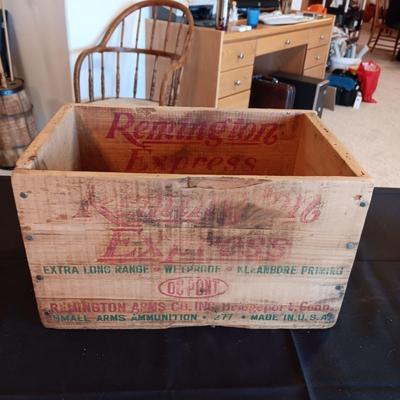 Remington
Express
Remington
Express
EXTRA LONG RANGE • WETPROOF • KLEANBORE PRIMING
DU PONT
REMINGTON ARMS CO. INC. Bridgeport, Conn.
SMALL ARMS AMMUNITION • 277 • MADE IN U.S.A.